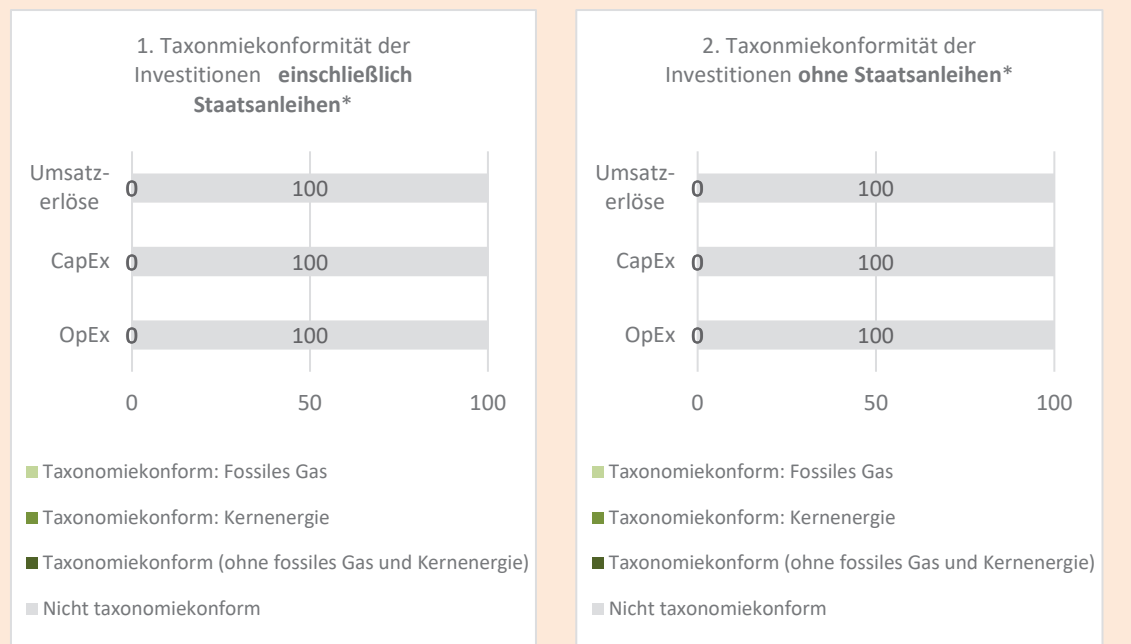 1. Taxonmiekonformität der
Investitionen einschließlich
Staatsanleihen*
Umsatz-
erlöse
0 100
CapEx 0 100
OpEx 0 100
0 50 100
Taxonomiekonform: Fossiles Gas
Taxonomiekonform: Kernenergie
Taxonomiekonform (ohne fossiles Gas und Kernenergie)
Nicht taxonomiekonform
2. Taxonmiekonformität der
Investitionen ohne Staatsanleihen*
Umsatz-
erlöse
0 100
CapEx 0 100
OpEx 0 100
0 50 100
Taxonomiekonform: Fossiles Gas
Taxonomiekonform: Kernenergie
Taxonomiekonform (ohne fossiles Gas und Kernenergie)
Nicht taxonomiekonform